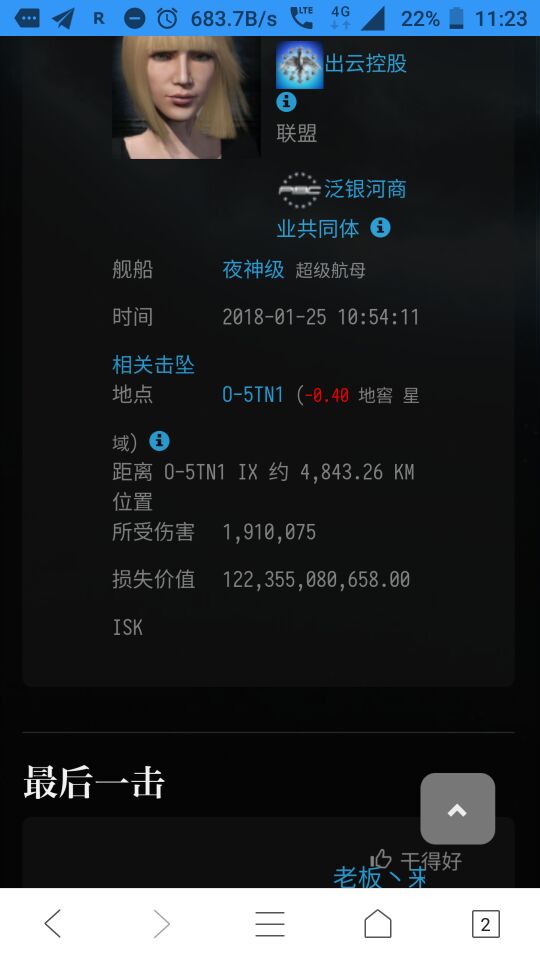 R 683.7B/s LTE 4G 22% 11:23
出云控股
联盟
泛银河商
业共同体
舰船 夜神级 超级航母
时间 2018-01-25 10:54:11
相关击坠
地点 O-5TN1 (-0.40 地窖 星
域)
距离 O-5TN1 IX 约 4,843.26 KM
位置
所受伤害 1,910,075
损失价值 122,355,080,658.00
ISK
最后一击
干得好
老板丶来
2